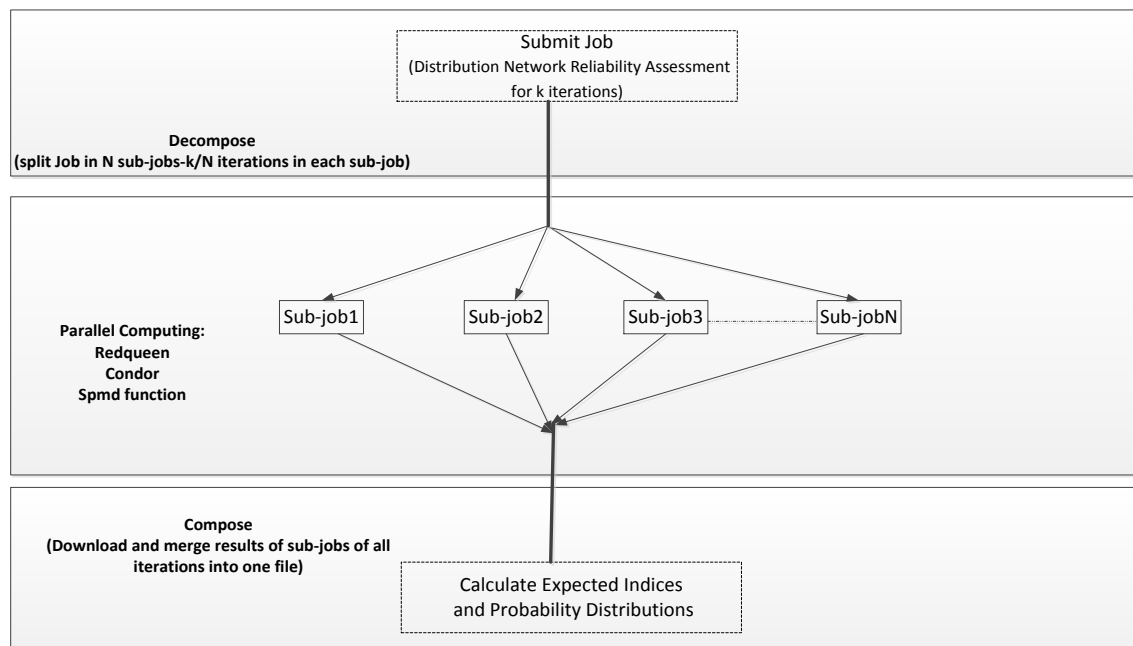 Submit Job
(Distribution Network Reliability Assessment
for k iterations)
Decompose
(split Job in N sub-jobs-k/N iterations in each sub-job)
Sub-job1
Sub-job2
Sub-job3
Sub-jobN
Parallel Computing:
Redqueen
Condor
Spmd function
Compose
(Download and merge results of sub-jobs of all
iterations into one file)
Calculate Expected Indices
and Probability Distributions